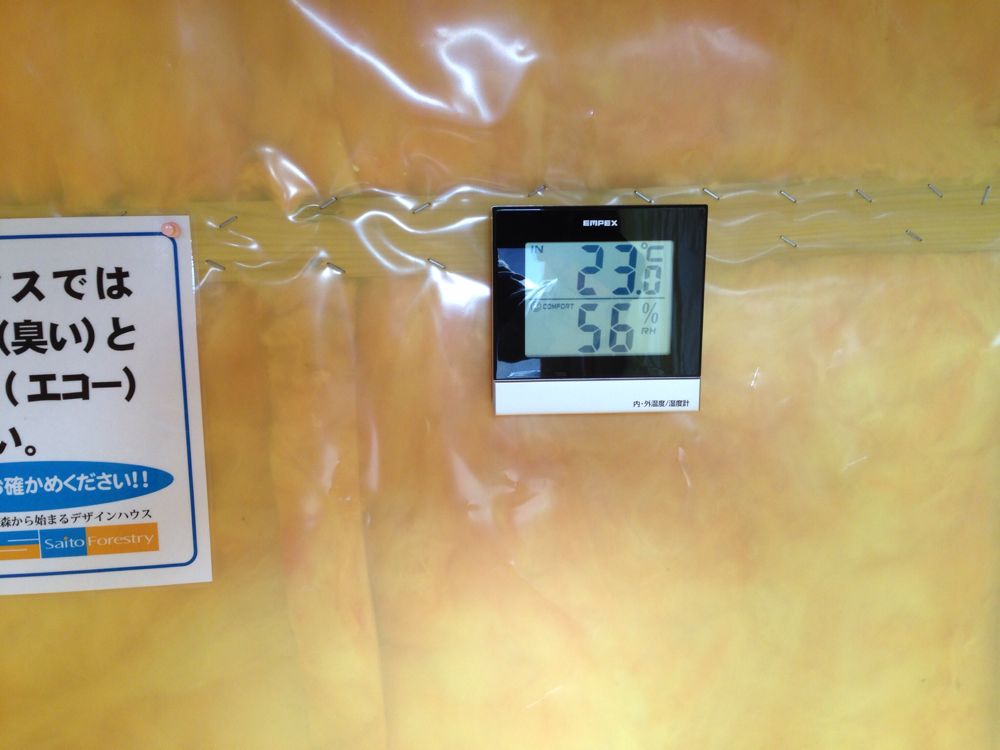 スでは
(臭い)と
(エコー)
い。
お確かめください!!
森から始まるデザインハウス
Saito Forestry
EMPEX
IN 23.0 ℃
COMFORT 56 % RH
内・外温度/湿度計